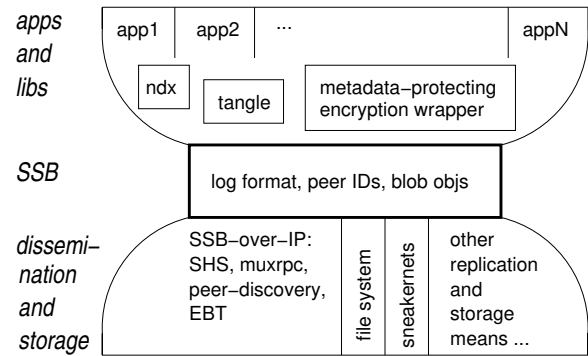 apps
and
libs
app1
app2
...
appN
ndx
tangle
metadata−protecting
encryption wrapper
SSB
log format, peer IDs, blob objs
dissemi−
nation
and
storage
SSB−over−IP:
SHS, muxrpc,
peer−discovery,
EBT
file system
sneakernets
other
replication
and
storage
means ...